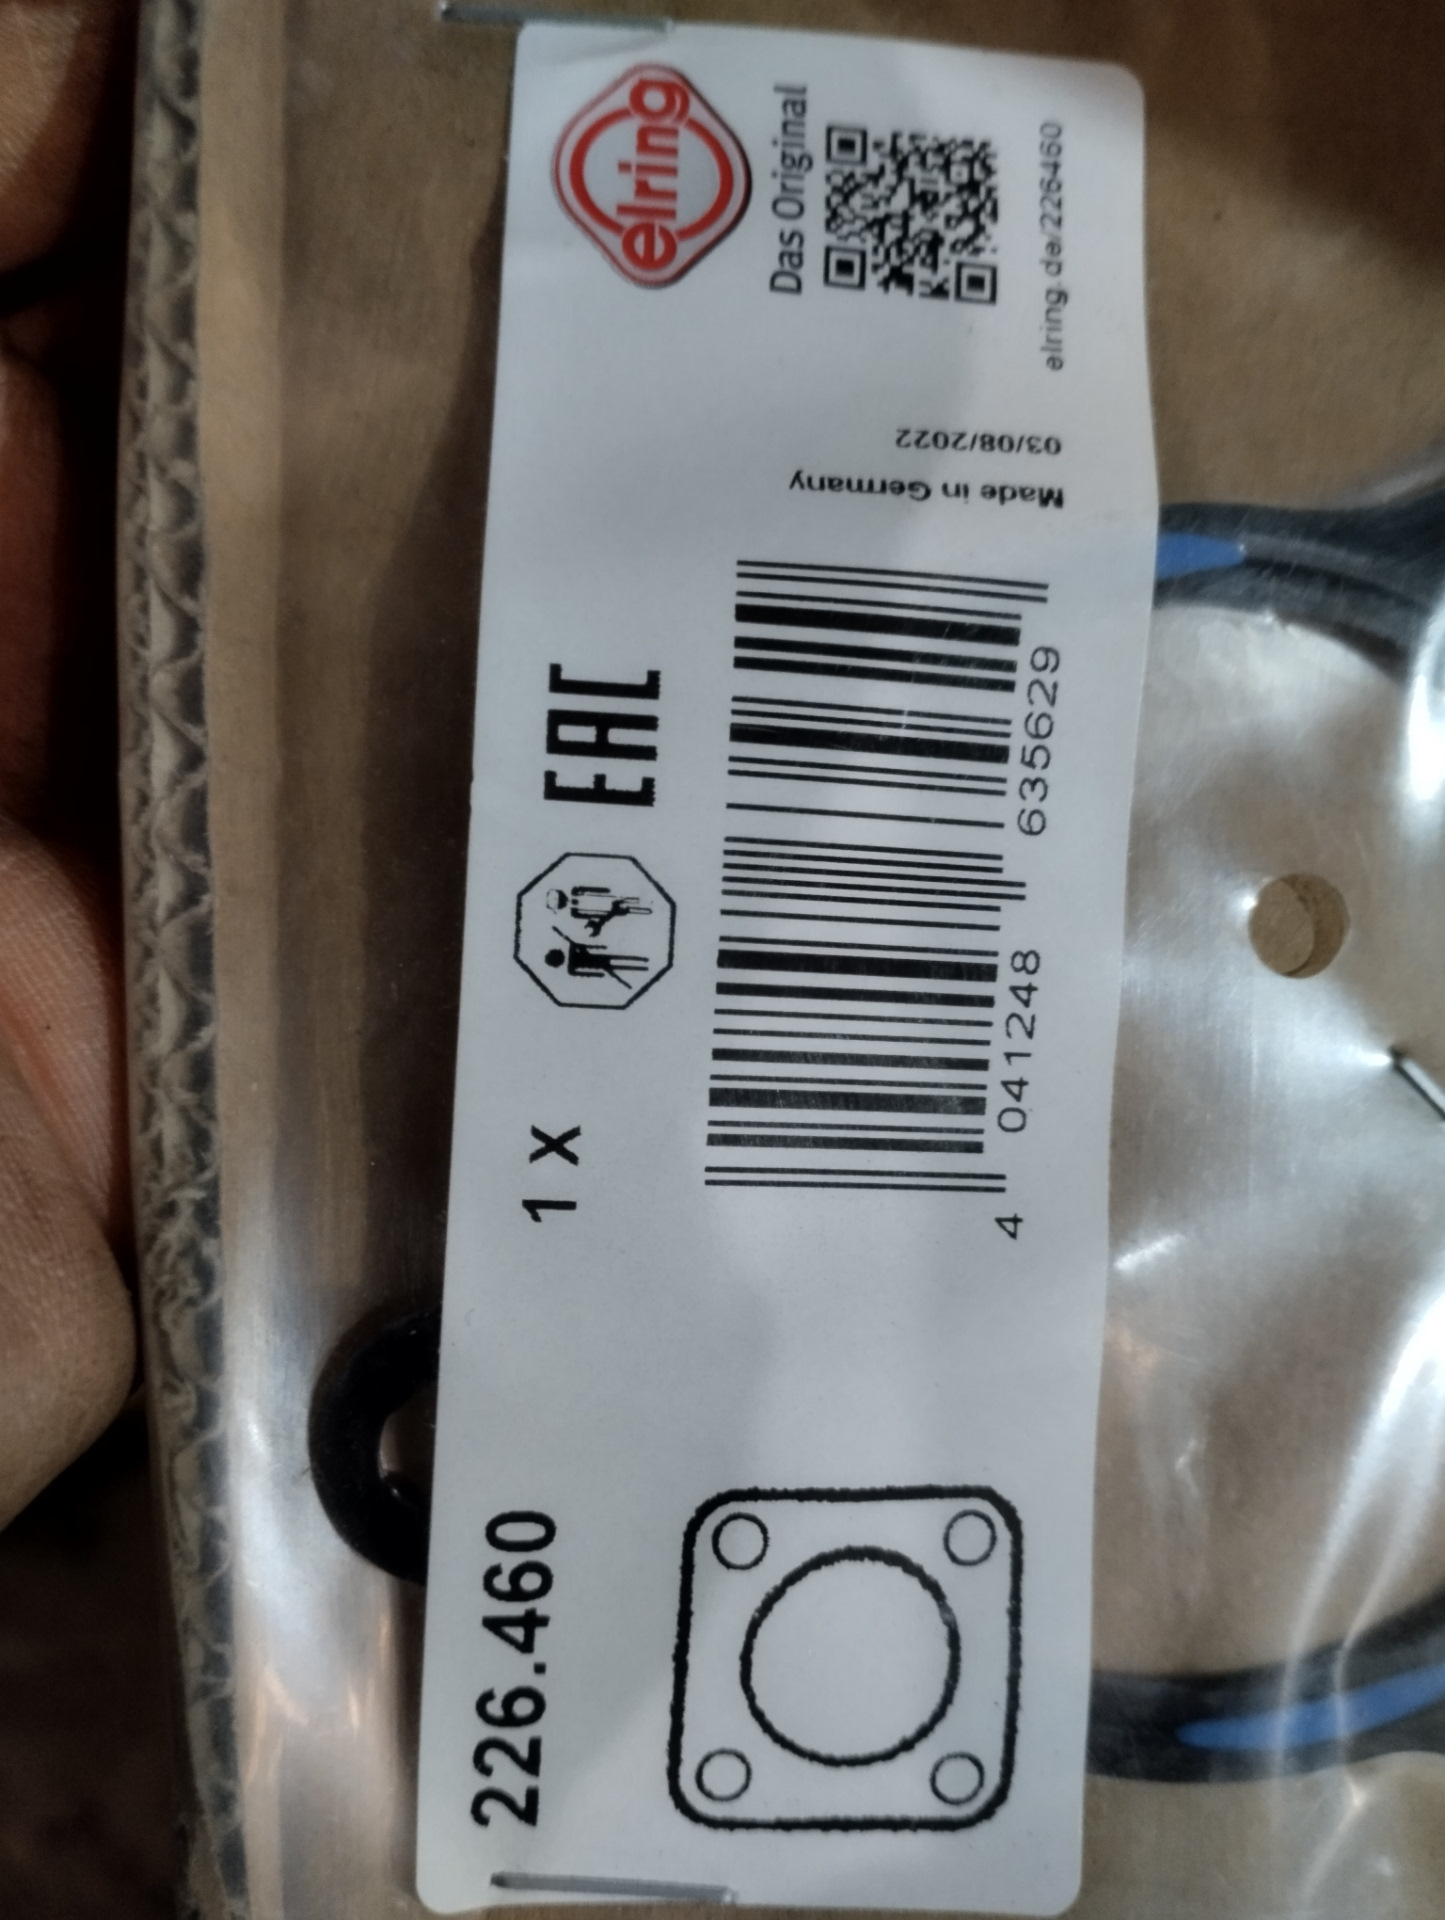 226.460
1 x
EAC
elring
Das Original
4 041248 635629
Made in Germany
03/08/2022
elring.de/226460